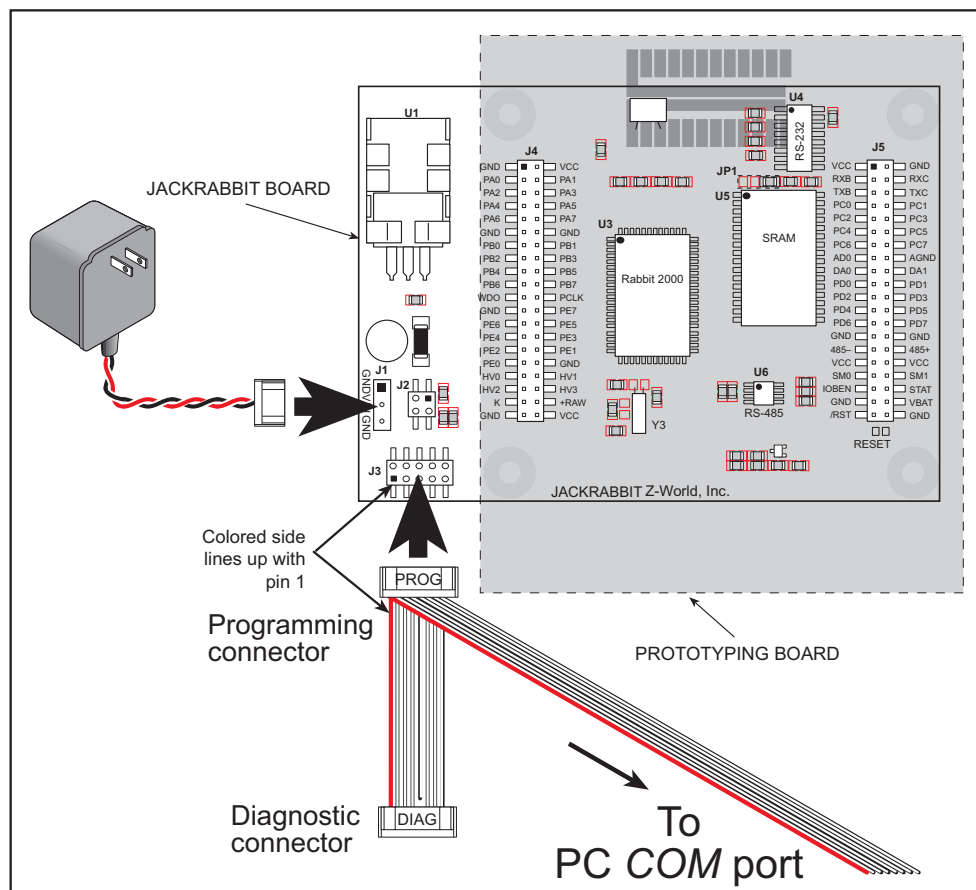 U1
JACKRABBIT BOARD
U4
RS-232
J4
J5
JP1
U5
SRAM
U3
Rabbit 2000
GND VCC
PA0 PA1
PA2 PA3
PA4 PA5
PA6 PA7
GND GND
PB0 PB1
PB2 PB3
PB4 PB5
PB6 PB7
WDO PCLK
GND PE7
PE6 PE5
PE4 PE3
PE2 PE1
PE0 GND
HV0 HV1
HV2 HV3
K +RAW
GND VCC
VCC GND
RXB RXC
TXB TXC
PC0 PC1
PC2 PC3
PC4 PC5
PC6 PC7
AD0 AGND
DA0 DA1
PD0 PD1
PD2 PD3
PD4 PD5
PD6 PD7
GND GND
485– 485+
VCC VCC
SM0 SM1
IOBEN STAT
GND VBAT
/RST GND
RESET
J1
J2
GND
GND
U6
RS-485
Y3
J3
JACKRABBIT Z-World, Inc.
Colored side
lines up with
pin 1
PROG
Programming
connector
PROTOTYPING BOARD
Diagnostic
connector
DIAG
To
PC COM port